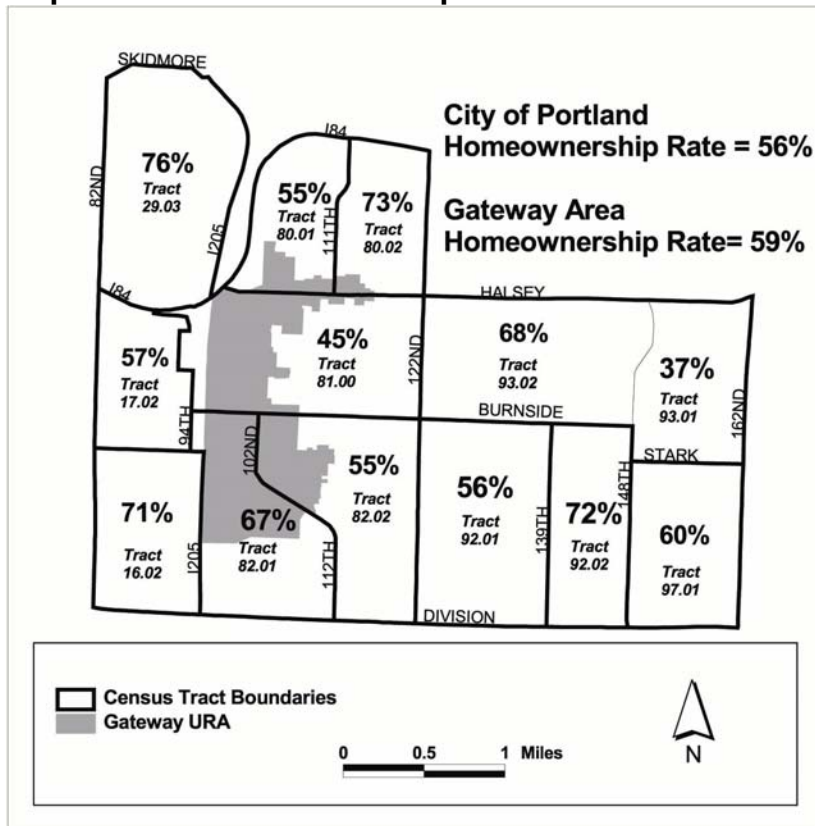 SKIDMORE
I84
City of Portland
Homeownership Rate = 56%
82ND
76%
Tract
29.03
I205
55%
Tract
80.01
111TH
73%
Tract
80.02
Gateway Area
Homeownership Rate= 59%
I84
HALSEY
57%
Tract
17.02
94TH
45%
Tract
81.00
122ND
68%
Tract
93.02
37%
Tract
93.01
162ND
BURNSIDE
STARK
102ND
71%
Tract
16.02
I205
67%
Tract
82.01
112TH
55%
Tract
82.02
56%
Tract
92.01
139TH
72%
Tract
92.02
148TH
60%
Tract
97.01
DIVISION
Census Tract Boundaries
Gateway URA
0 0.5 1 Miles
N